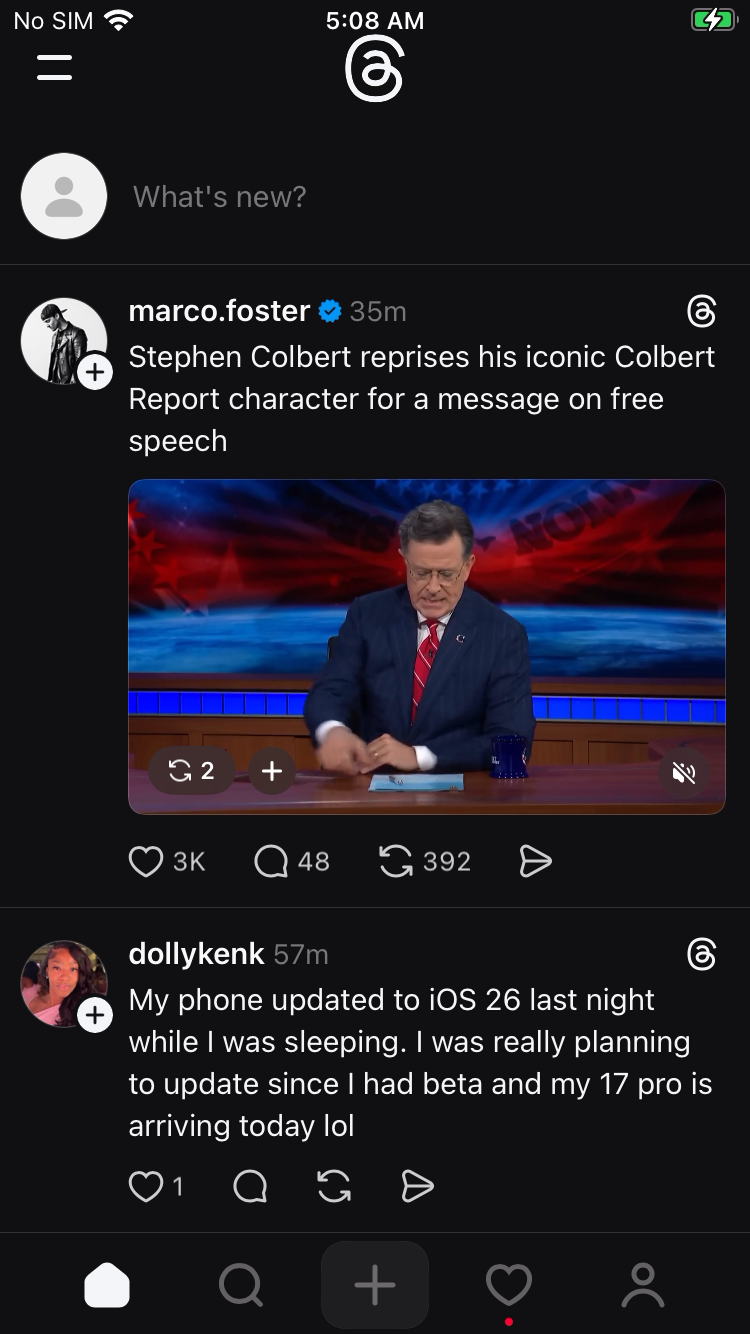 No SIM 5:08 AM
What's new?
marco.foster 35m
Stephen Colbert reprises his iconic Colbert
Report character for a message on free
speech
NON
2
3K 48 392
dollykenk 57m
My phone updated to iOS 26 last night
while I was sleeping. I was really planning
to update since I had beta and my 17 pro is
arriving today lol
1